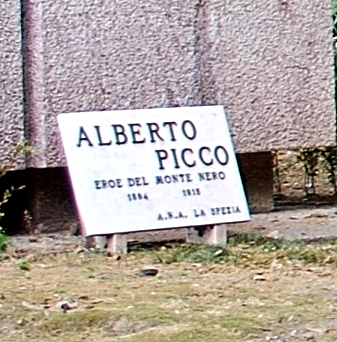 ALBERTO
PICCO
EROE DEL MONTE NERO
1894 1915
A.N.A. LA SPEZIA